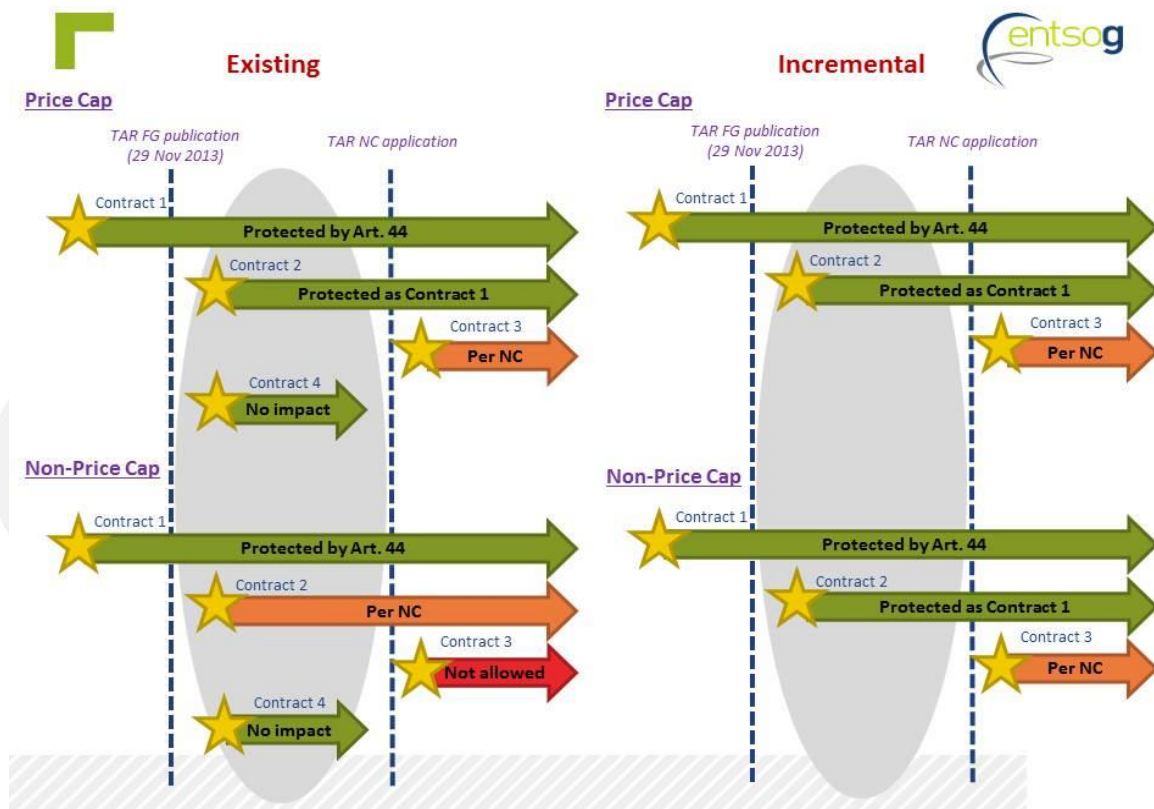 Existing
Price Cap
TAR FG publication
(29 Nov 2013)
TAR NC application
Contract 1
Protected by Art. 44
Contract 2
Protected as Contract 1
Contract 3
Per NC
Contract 4
No impact
Non-Price Cap
Contract 1
Protected by Art. 44
Contract 2
Per NC
Contract 3
Not allowed
Contract 4
No impact
entsog
Incremental
Price Cap
TAR FG publication
(29 Nov 2013)
TAR NC application
Contract 1
Protected by Art. 44
Contract 2
Protected as Contract 1
Contract 3
Per NC
Non-Price Cap
Contract 1
Protected by Art. 44
Contract 2
Protected as Contract 1
Contract 3
Per NC